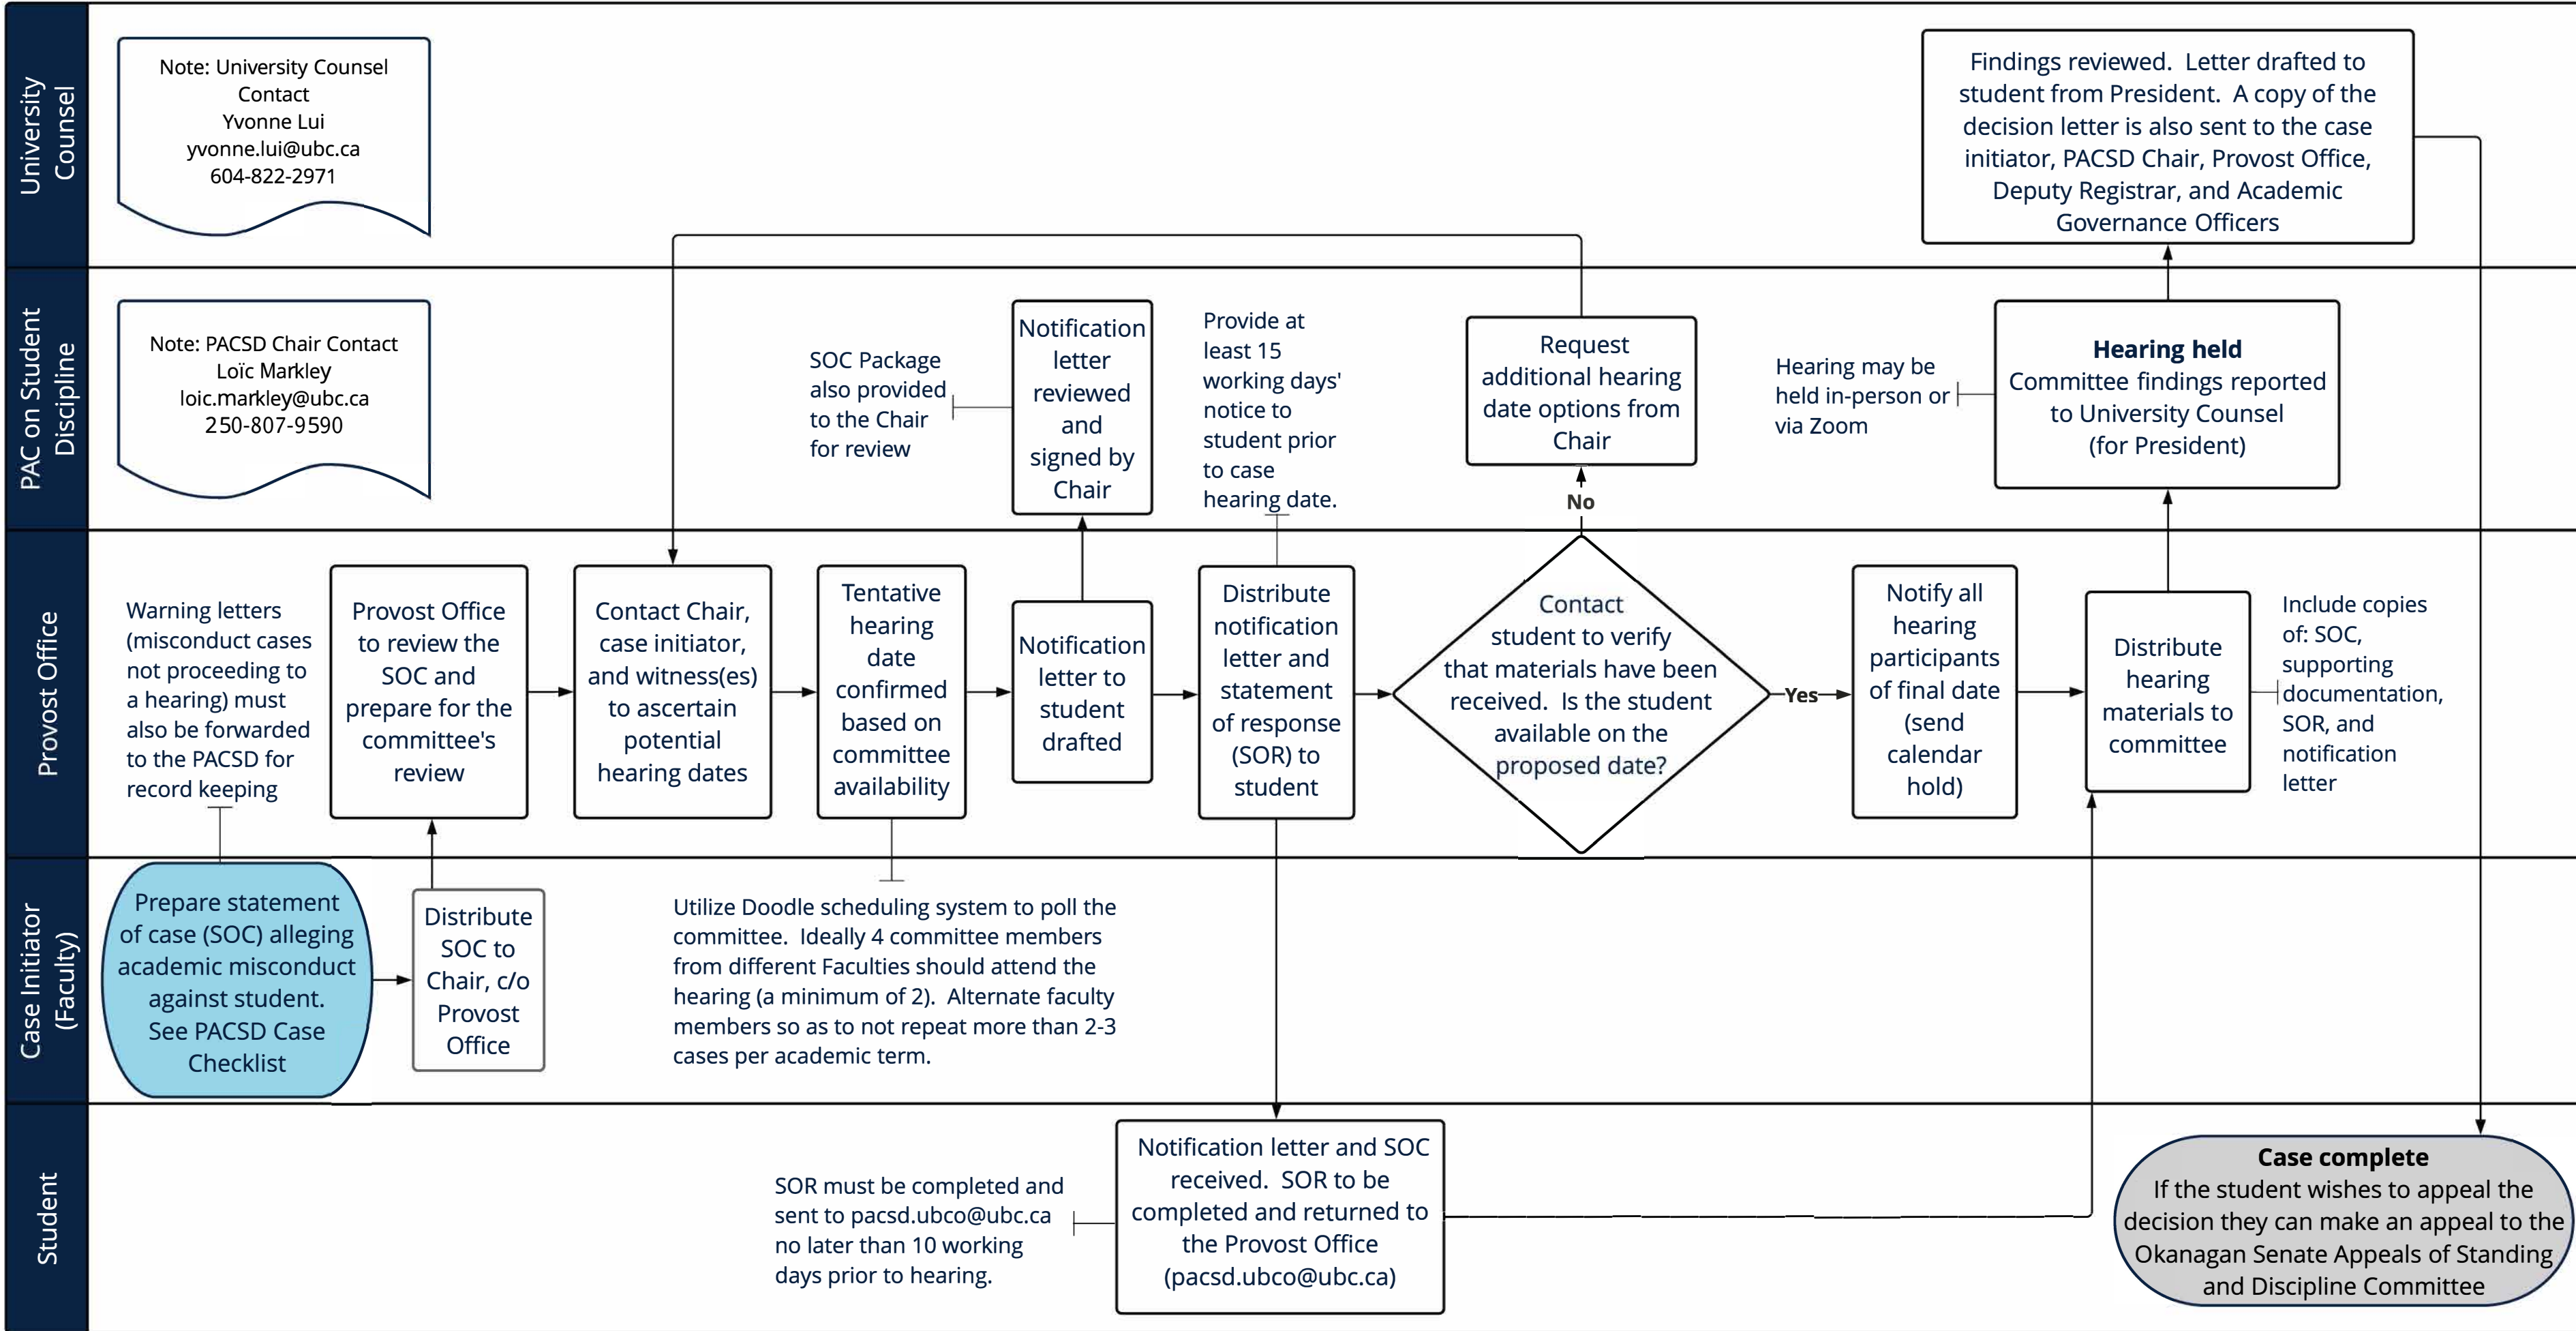 University
Counsel
Note: University Counsel
Contact
Yvonne Lui
yvonne.lui@ubc.ca
604-822-2971
Findings reviewed. Letter drafted to
student from President. A copy of the
decision letter is also sent to the case
initiator, PACSD Chair, Provost Office,
Deputy Registrar, and Academic
Governance Officers
PAC on Student
Discipline
Note: PACSD Chair Contact
Loïc Markley
loic.markley@ubc.ca
250-807-9590
SOC Package
also provided
to the Chair
for review
Notification
letter
reviewed
and
signed by
Chair
Provide at
least 15
working days'
notice to
student prior
to case
hearing date.
Request
additional hearing
date options from
Chair
No
Hearing may be
held in-person or
via Zoom
Hearing held
Committee findings reported
to University Counsel
(for President)
Provost Office
Warning letters
(misconduct cases
not proceeding to
a hearing) must
also be forwarded
to the PACSD for
record keeping
Provost Office
to review the
SOC and
prepare for the
committee's
review
Contact Chair,
case initiator,
and witness(es)
to ascertain
potential
hearing dates
Tentative
hearing
date
confirmed
based on
committee
availability
Notification
letter to
student
drafted
Distribute
notification
letter and
statement
of response
(SOR) to
student
Contact
student to verify
that materials have been
received. Is the student
available on the
proposed date?
Yes
Notify all
hearing
participants
of final date
(send
calendar
hold)
Distribute
hearing
materials to
committee
Include copies
of: SOC,
supporting
documentation,
SOR, and
notification
letter
Case Initiator
(Faculty)
Prepare statement
of case (SOC) alleging
academic misconduct
against student.
See PACSD Case
Checklist
Distribute
SOC to
Chair, c/o
Provost
Office
Utilize Doodle scheduling system to poll the
committee. Ideally 4 committee members
from different Faculties should attend the
hearing (a minimum of 2). Alternate faculty
members so as to not repeat more than 2-3
cases per academic term.
Student
SOR must be completed and
sent to pacsd.ubco@ubc.ca
no later than 10 working
days prior to hearing.
Notification letter and SOC
received. SOR to be
completed and returned to
the Provost Office
(pacsd.ubco@ubc.ca)
Case complete
If the student wishes to appeal the
decision they can make an appeal to the
Okanagan Senate Appeals of Standing
and Discipline Committee